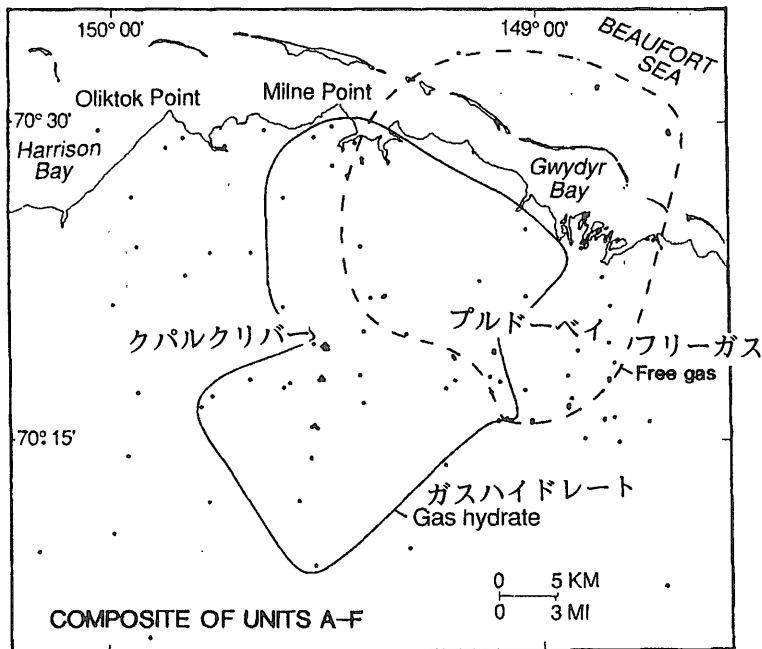 150° 00'
149° 00'
BEAUFORT
SEA
Oliktok Point
Milne Point
70° 30'
Harrison
Bay
Gwydyr
Bay
クパルクリバー
プルドーベイ
フリーガス
Free gas
70° 15'
ガスハイドレート
Gas hydrate
0 5 KM
0 3 MI
COMPOSITE OF UNITS A–F